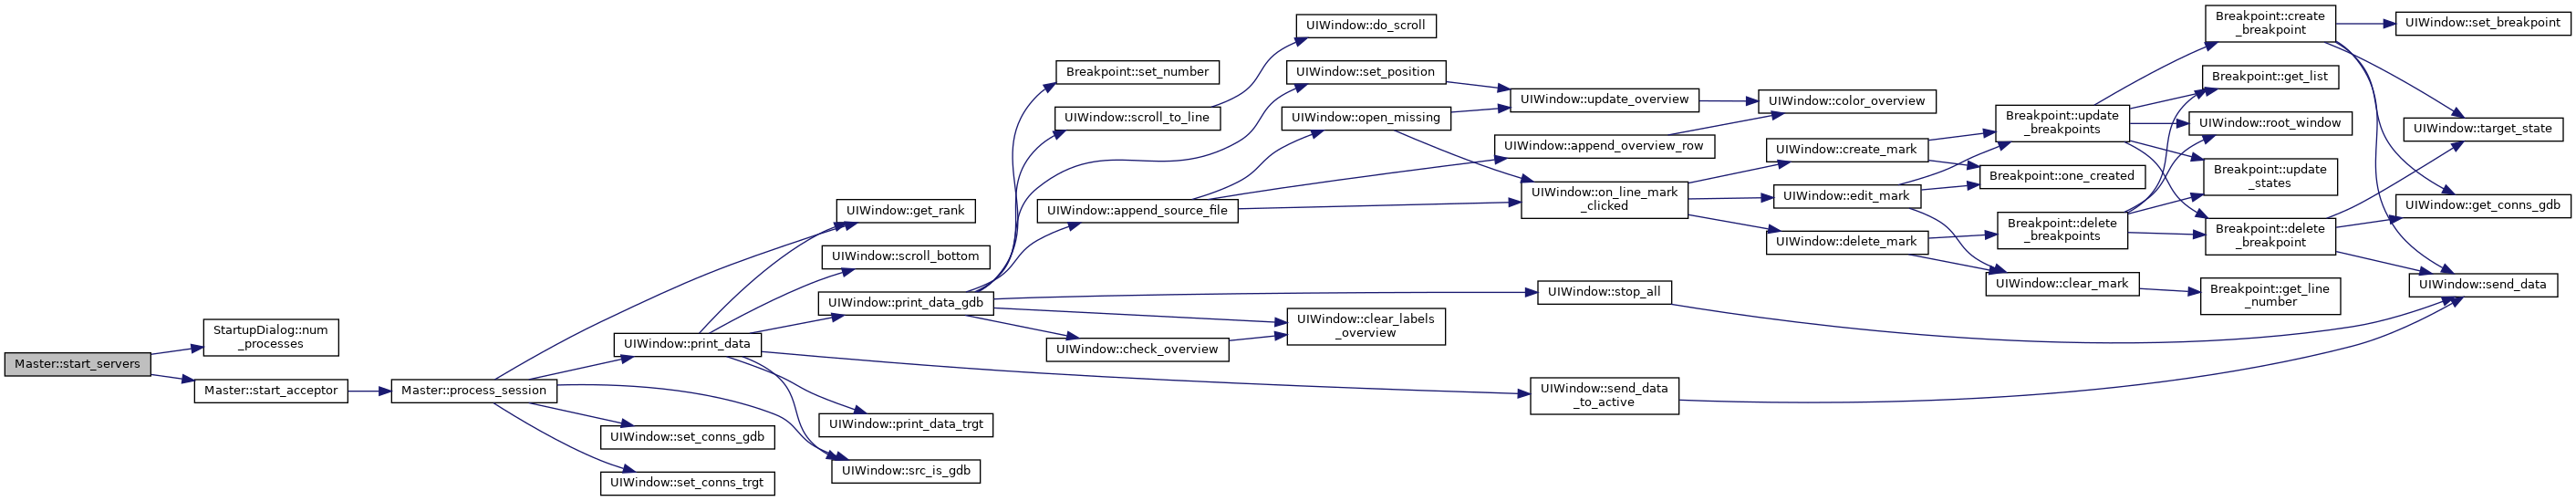 Master::start_servers
StartupDialog::num
_processes
Master::start_acceptor
Master::process_session
UIWindow::get_rank
UIWindow::scroll_bottom
UIWindow::print_data_gdb
UIWindow::print_data
UIWindow::print_data_trgt
UIWindow::set_conns_gdb
UIWindow::src_is_gdb
UIWindow::set_conns_trgt
Breakpoint::set_number
UIWindow::scroll_to_line
UIWindow::append_source_file
UIWindow::check_overview
UIWindow::do_scroll
UIWindow::set_position
UIWindow::open_missing
UIWindow::clear_labels
_overview
UIWindow::update_overview
UIWindow::append_overview_row
UIWindow::on_line_mark
_clicked
UIWindow::stop_all
UIWindow::send_data
_to_active
UIWindow::color_overview
UIWindow::create_mark
UIWindow::edit_mark
UIWindow::delete_mark
Breakpoint::update
_breakpoints
Breakpoint::one_created
Breakpoint::delete
_breakpoints
UIWindow::clear_mark
Breakpoint::create
_breakpoint
Breakpoint::get_list
UIWindow::root_window
Breakpoint::update
_states
Breakpoint::delete
_breakpoint
Breakpoint::get_line
_number
UIWindow::set_breakpoint
UIWindow::target_state
UIWindow::get_conns_gdb
UIWindow::send_data